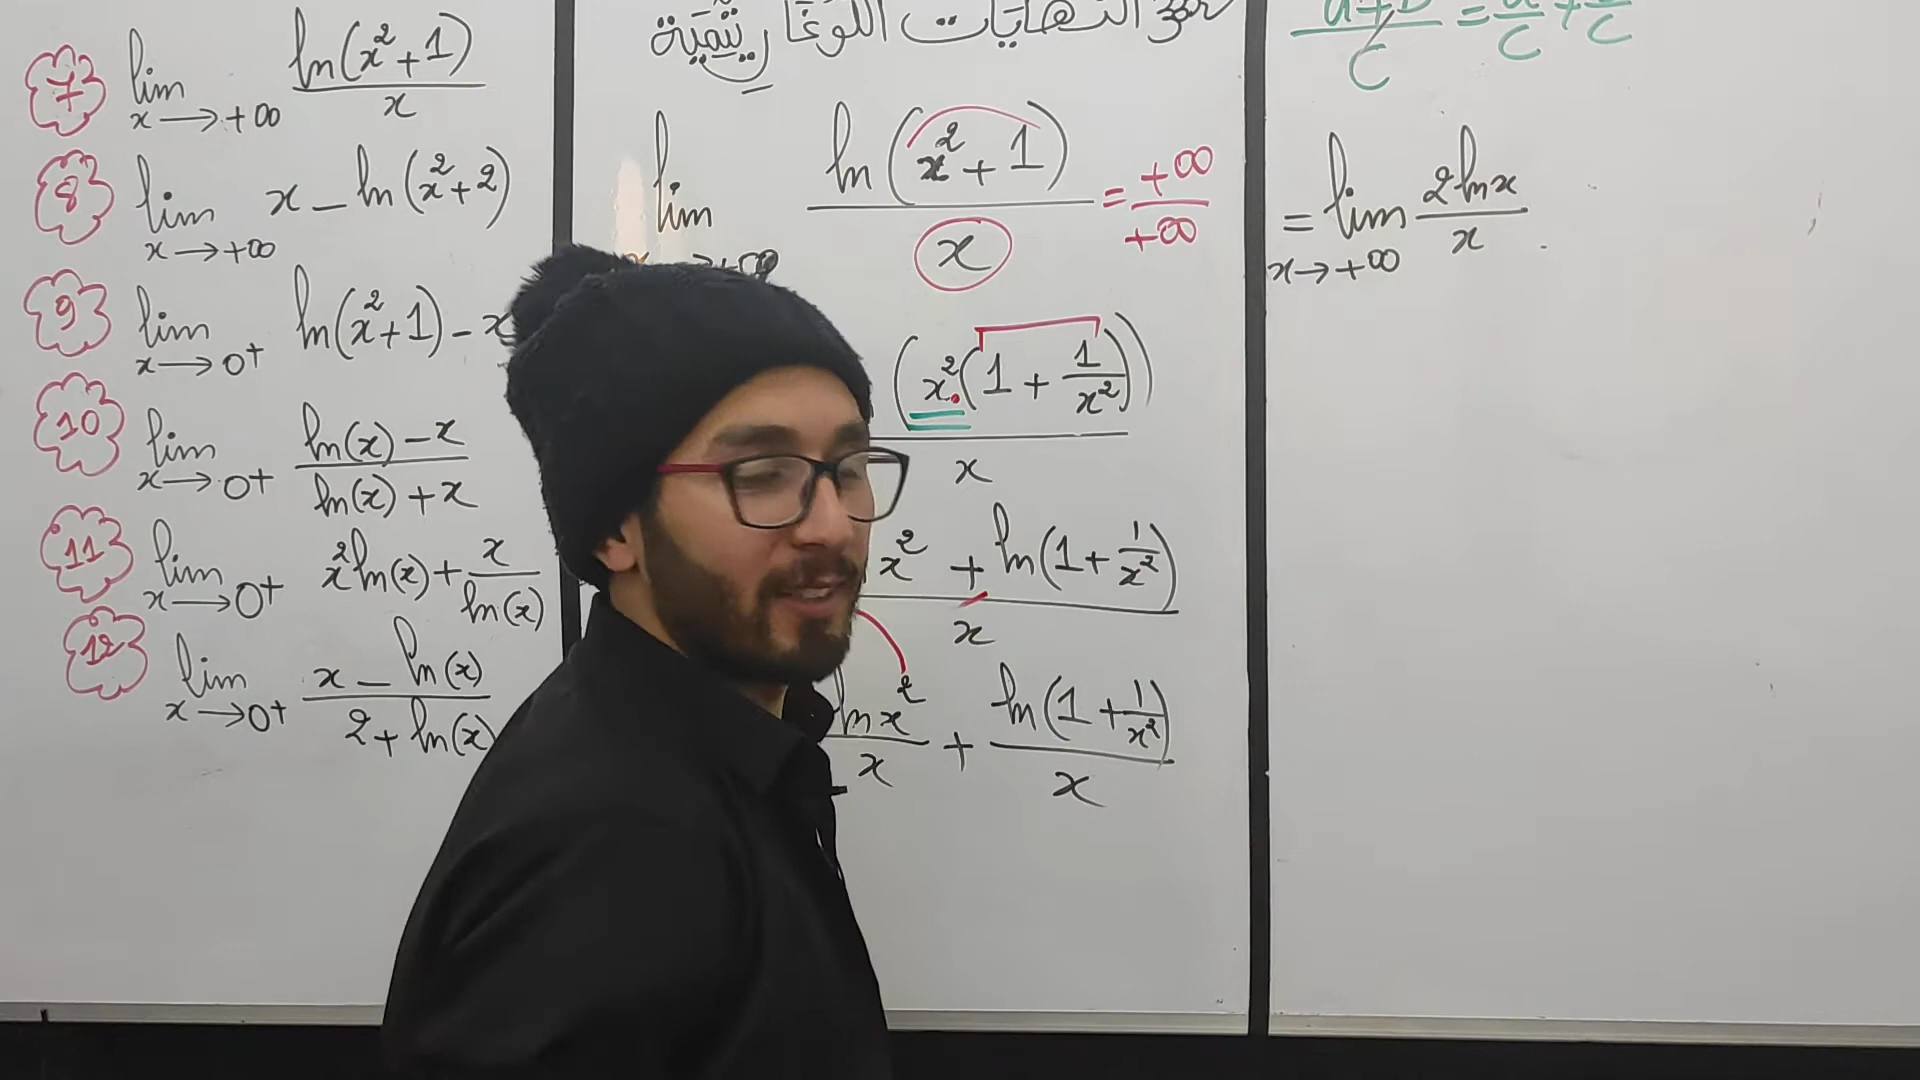 7 lim x→+∞ ln(x²+1)/x
8 lim x→+∞ x - ln(x²+2)
9 lim x→0+ ln(x²+1) - x
10 lim x→0+ (ln(x) - x)/(ln(x) + x)
11 lim x→0+ x²ln(x) + x/ln(x)
12 lim x→0+ (x - ln(x))/(2 + ln(x))
النهايات اللوغاريتمية
lim →+∞ ln(x²+1)/x = +∞/+∞
(x²·(1 + 1/x²))/x
x² + ln(1 + 1/x²)/x
ln x²/x + ln(1 + 1/x²)/x
(a+b)/c = a/c + /c
= lim x→+∞ 2lnx/x